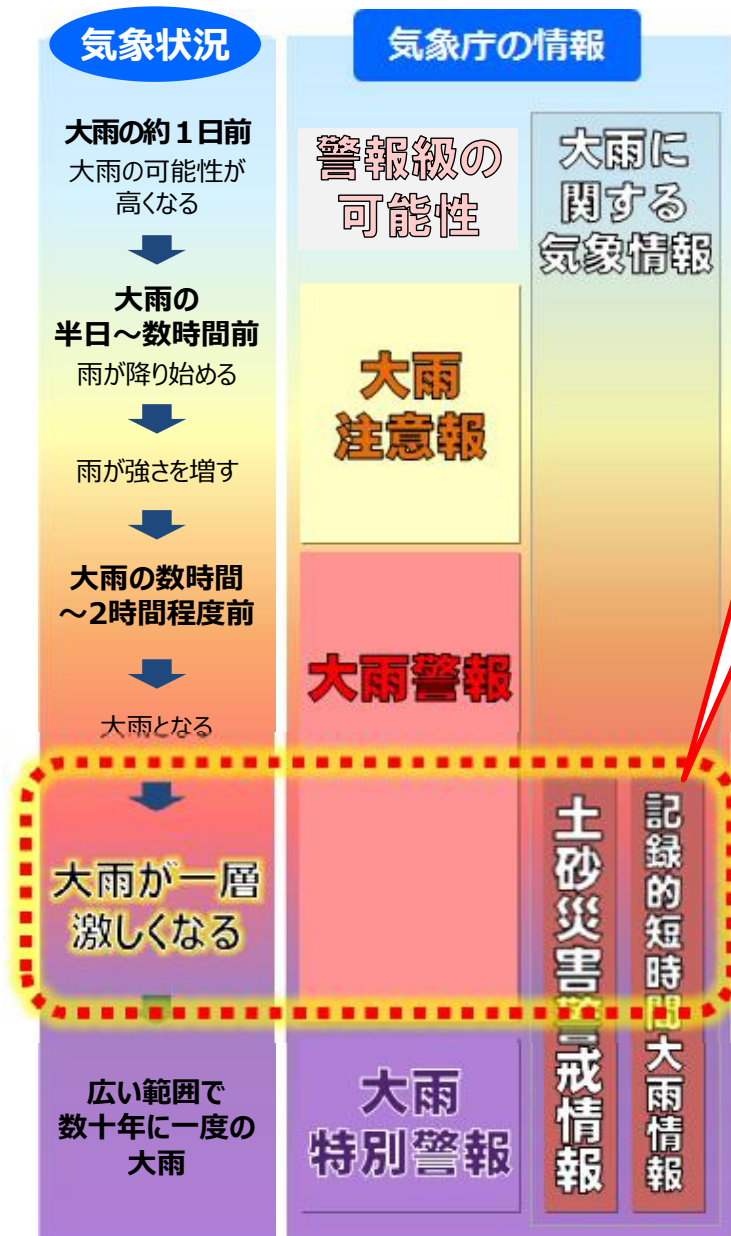 気象状況
大雨の約１日前
大雨の可能性が
高くなる
大雨の
半日～数時間前
雨が降り始める
雨が強さを増す
大雨の数時間
～2時間程度前
大雨となる
大雨が一層
激しくなる
広い範囲で
数十年に一度の
大雨
気象庁の情報
警報級の
可能性
大雨
注意報
大雨警報
大雨
特別警報
大雨に
関する
気象情報
土砂災害警戒情報
記録的短時間大雨情報